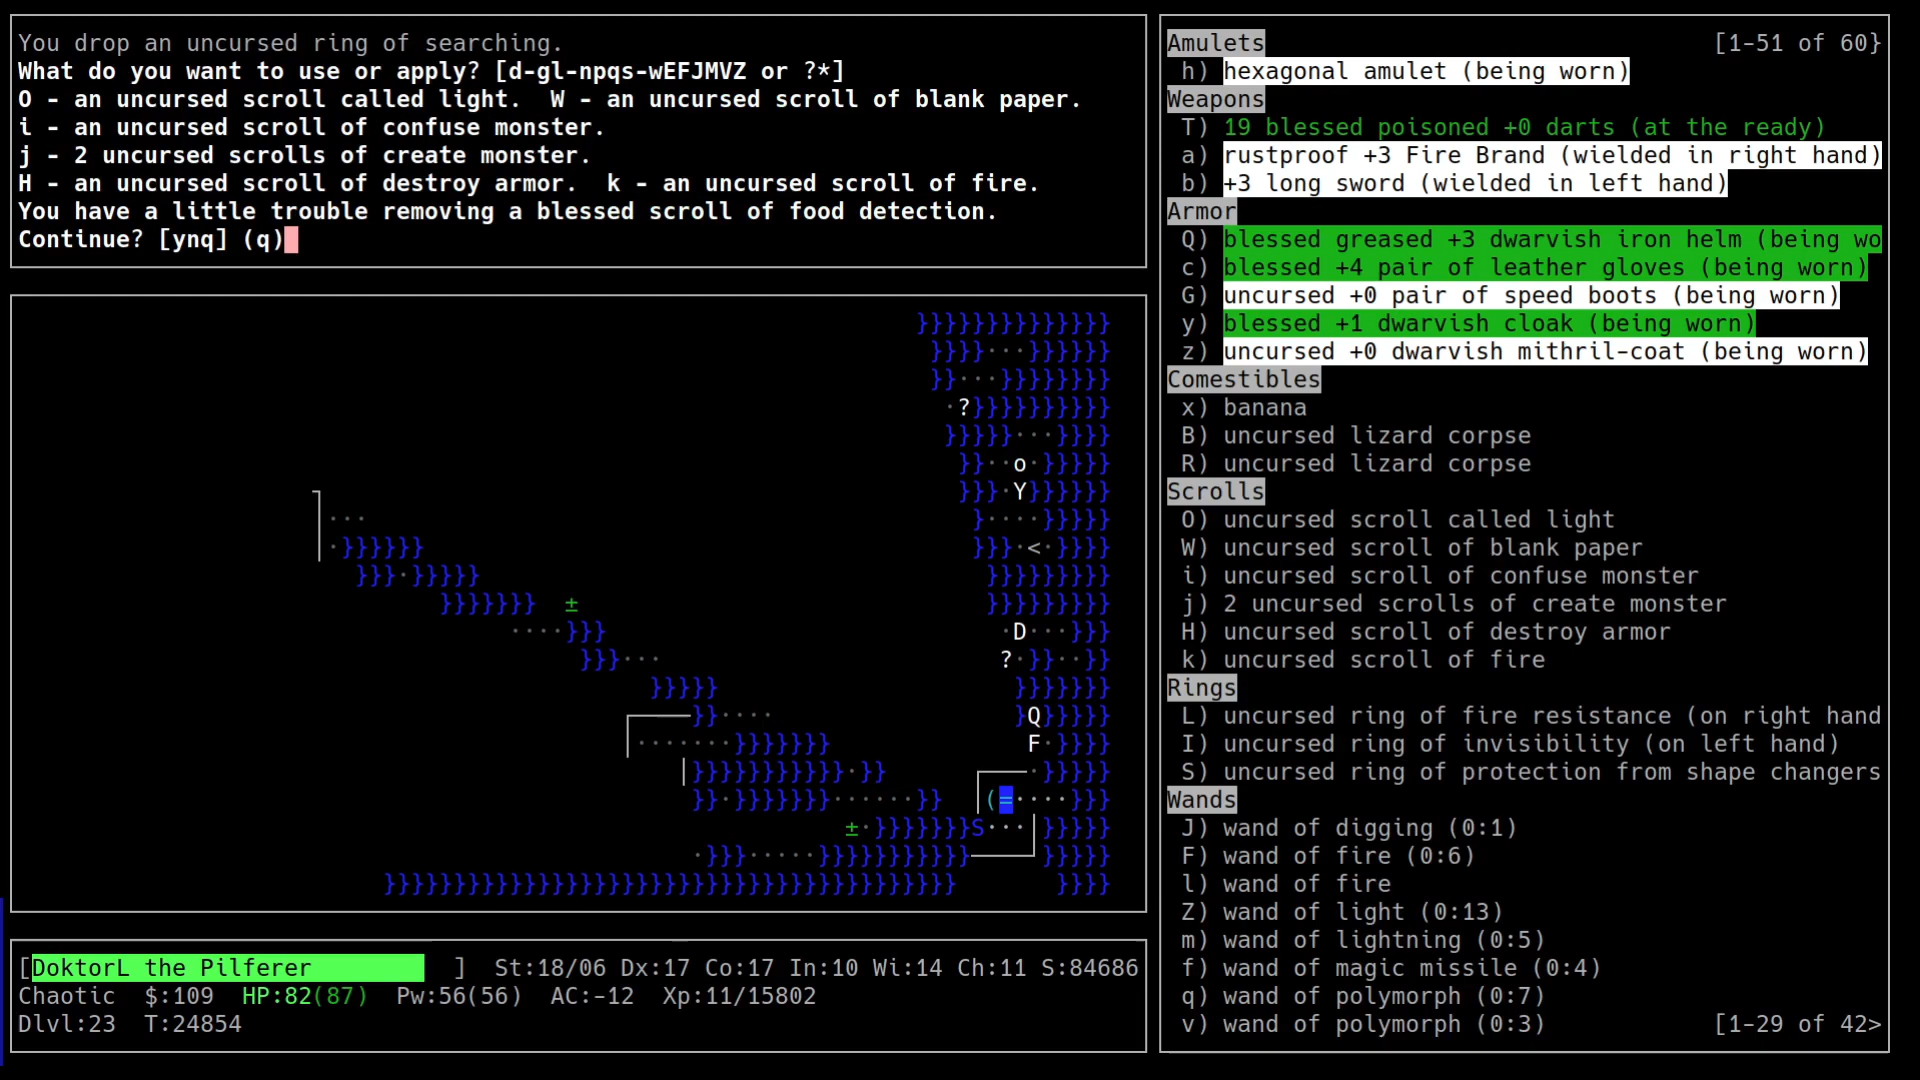 You drop an uncursed ring of searching.
What do you want to use or apply? [d-gl-npqs-wEFJMVZ or ?*]
O - an uncursed scroll called light.  W - an uncursed scroll of blank paper.
i - an uncursed scroll of confuse monster.
j - 2 uncursed scrolls of create monster.
H - an uncursed scroll of destroy armor.  k - an uncursed scroll of fire.
You have a little trouble removing a blessed scroll of food detection.
Continue? [ynq] (q)
}}}}}}}}}}}}}}
}}}}···}}}}}}
}}···}}}}}}}}
·?}}}}}}}}}}
}}}}}···}}}}
}}··o·}}}}}
}}}·Y}}}}}}
}····}}}}}
···
}}}·<·}}}}
·}}}}}}
}}}}}}}}}
}}}·}}}}}
}}}}}}}}}
}}}}}}} ±
·D···}}}
····}}}
?·}}··}}
}}}···
}}}}}}}
}}}}}
}Q}}}}}
}}····
F·}}}}
·······}}}}}}}
·}}}}}
}}}}}}}}}}}·}}
}}·}}}}}}}······}} (=····}}}
±·}}}}}}}S··· }}}}}
·}}}·····}}}}}}}}}}} }}}}}
}}}}}}}}}}}}}}}}}}}}}}}}}}}}}}}}}}}}}}}}} }}}}
[DoktorL the Pilferer ] St:18/06 Dx:17 Co:17 In:10 Wi:14 Ch:11 S:84686
Chaotic $:109 HP:82(87) Pw:56(56) AC:-12 Xp:11/15802
Dlvl:23 T:24854
Amulets [1-51 of 60}
h) hexagonal amulet (being worn)
Weapons
T) 19 blessed poisoned +0 darts (at the ready)
a) rustproof +3 Fire Brand (wielded in right hand)
b) +3 long sword (wielded in left hand)
Armor
Q) blessed greased +3 dwarvish iron helm (being wo
c) blessed +4 pair of leather gloves (being worn)
G) uncursed +0 pair of speed boots (being worn)
y) blessed +1 dwarvish cloak (being worn)
z) uncursed +0 dwarvish mithril-coat (being worn)
Comestibles
x) banana
B) uncursed lizard corpse
R) uncursed lizard corpse
Scrolls
O) uncursed scroll called light
W) uncursed scroll of blank paper
i) uncursed scroll of confuse monster
j) 2 uncursed scrolls of create monster
H) uncursed scroll of destroy armor
k) uncursed scroll of fire
Rings
L) uncursed ring of fire resistance (on right hand
I) uncursed ring of invisibility (on left hand)
S) uncursed ring of protection from shape changers
Wands
J) wand of digging (0:1)
F) wand of fire (0:6)
l) wand of fire
Z) wand of light (0:13)
m) wand of lightning (0:5)
f) wand of magic missile (0:4)
q) wand of polymorph (0:7)
v) wand of polymorph (0:3) [1-29 of 42>